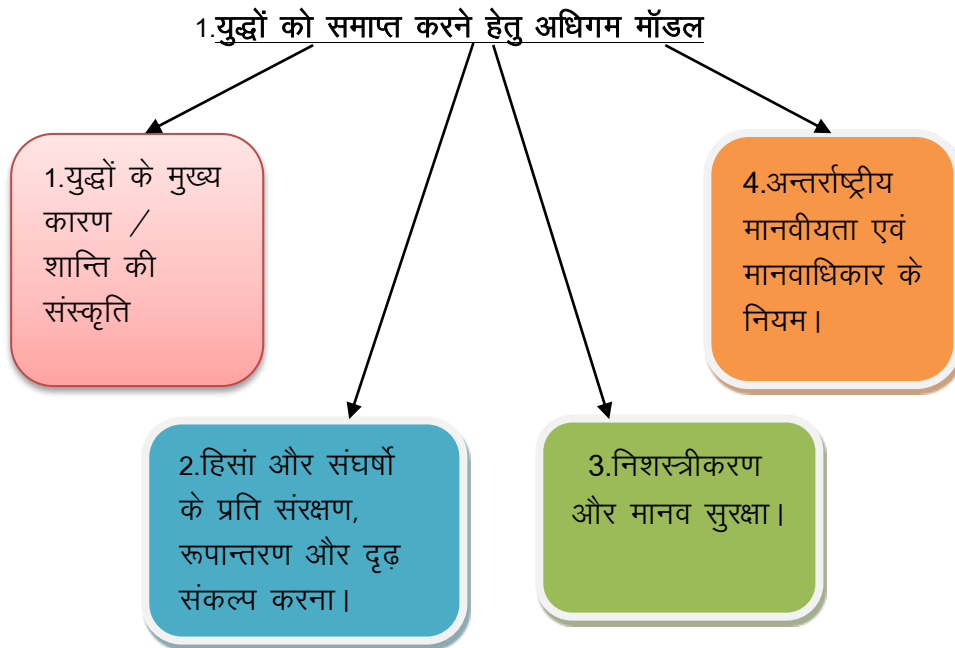 1.युद्धों को समाप्त करने हेतु अधिगम मॉडल
1.युद्धों के मुख्य
कारण /
शान्ति की
संस्कृति
2.हिसां और संघर्षो
के प्रति संरक्षण,
रूपान्तरण और दृढ़
संकल्प करना।
3.निशस्त्रीकरण
और मानव सुरक्षा।
4.अन्तर्राष्ट्रीय
मानवीयता एवं
मानवाधिकार के
नियम।